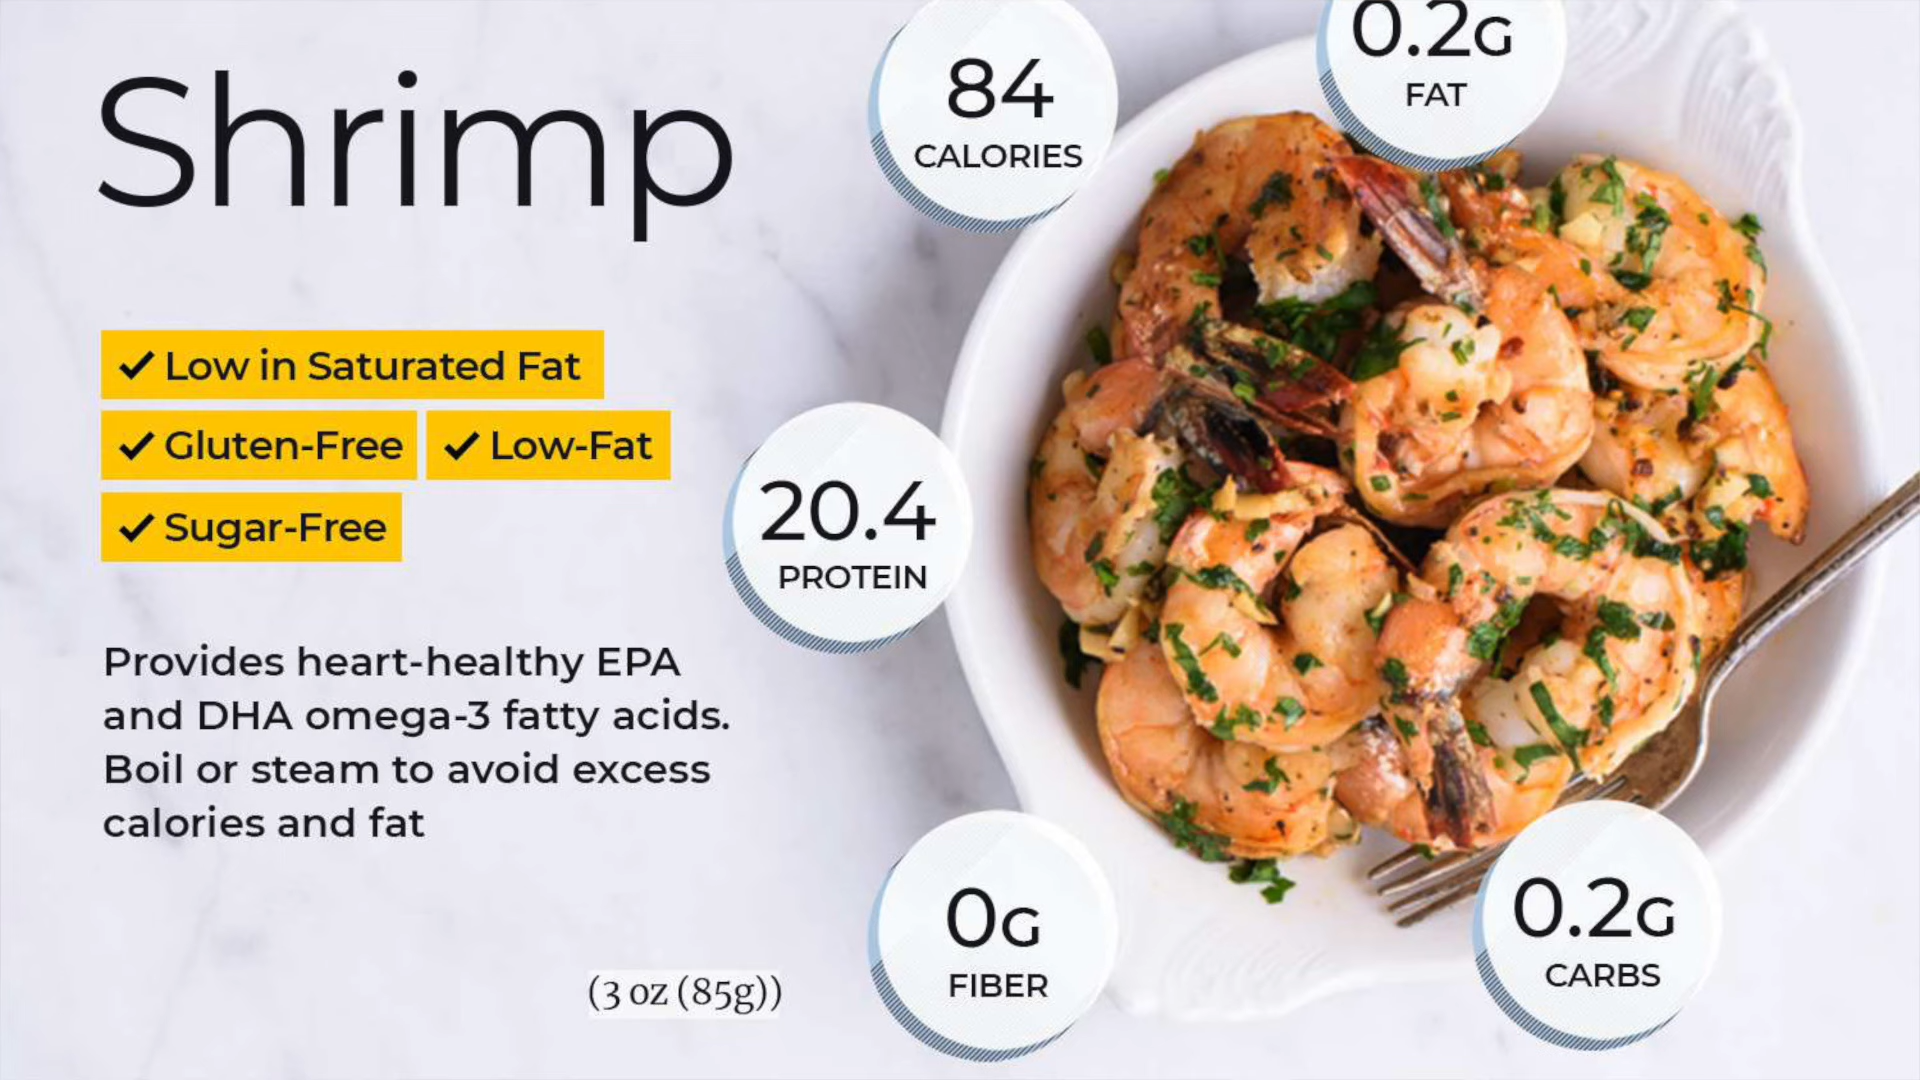 Shrimp
✓ Low in Saturated Fat
✓ Gluten-Free ✓ Low-Fat
✓ Sugar-Free
Provides heart-healthy EPA
and DHA omega-3 fatty acids.
Boil or steam to avoid excess
calories and fat
(3 oz (85g))
84
CALORIES
0.2G
FAT
20.4
PROTEIN
0G
FIBER
0.2G
CARBS